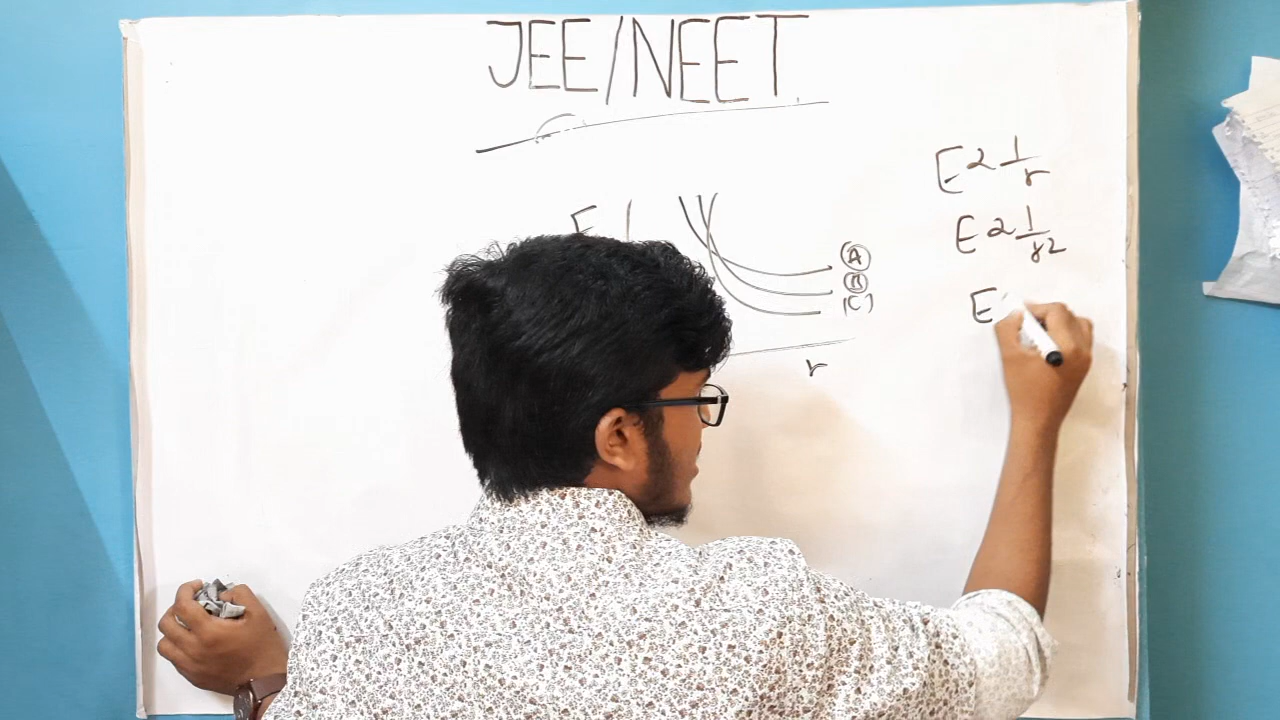 JEE/NEET
E ∝ 1/r
E
E ∝ 1/r2
(A)
(B)
(C)
E
r